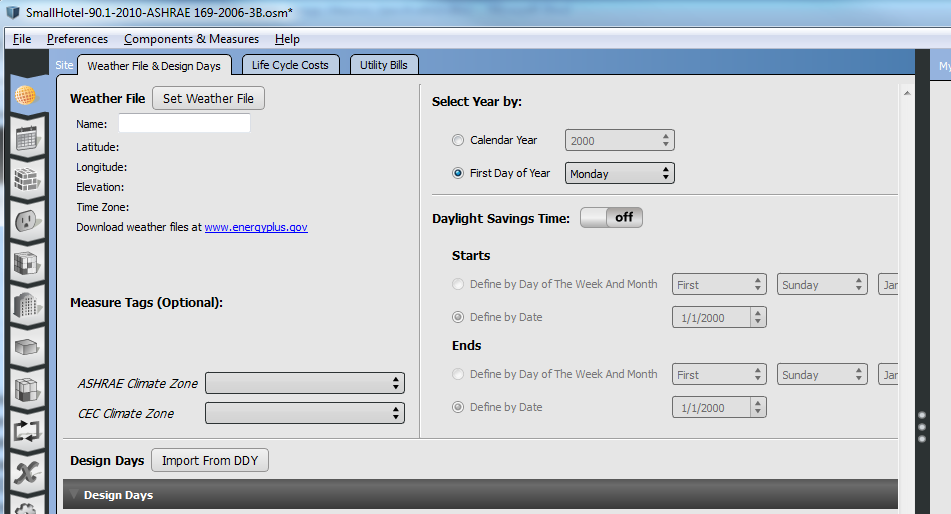 SmallHotel-90.1-2010-ASHRAE 169-2006-3B.osm*
File Preferences Components & Measures Help
Site Weather File & Design Days Life Cycle Costs Utility Bills My
Weather File Set Weather File
Name:
Latitude:
Longitude:
Elevation:
Time Zone:
Download weather files at www.energyplus.gov
Measure Tags (Optional):
ASHRAE Climate Zone
CEC Climate Zone
Select Year by:
Calendar Year 2000
First Day of Year Monday
Daylight Savings Time: off
Starts
Define by Day of The Week And Month First Sunday Jar
Define by Date 1/1/2000
Ends
Define by Day of The Week And Month First Sunday Jar
Define by Date 1/1/2000
Design Days Import From DDY
Design Days